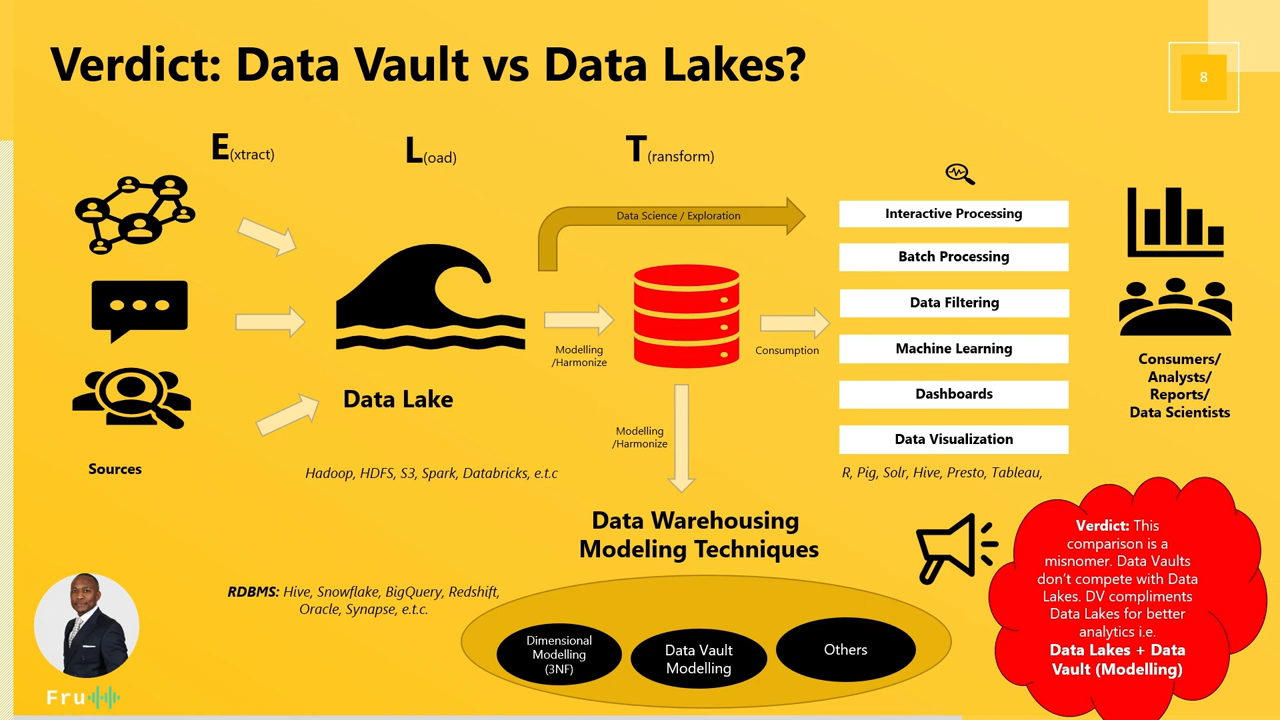 Verdict: Data Vault vs Data Lakes?
8
E(xtract)
L(oad)
T(ransform)
Data Science / Exploration
Interactive Processing
Batch Processing
Data Filtering
Machine Learning
Dashboards
Data Visualization
R, Pig, Solr, Hive, Presto, Tableau,
Modelling
/Harmonize
Consumption
Consumers/
Analysts/
Reports/
Data Scientists
Data Lake
Modelling
/Harmonize
Sources
Hadoop, HDFS, S3, Spark, Databricks, e.t.c
Data Warehousing
Modeling Techniques
RDBMS: Hive, Snowflake, BigQuery, Redshift,
Oracle, Synapse, e.t.c.
Dimensional
Modelling
(3NF)
Data Vault
Modelling
Others
Verdict: This
comparison is a
misnomer. Data Vaults
don't compete with Data
Lakes. DV compliments
Data Lakes for better
analytics i.e.
Data Lakes + Data
Vault (Modelling)
Fru